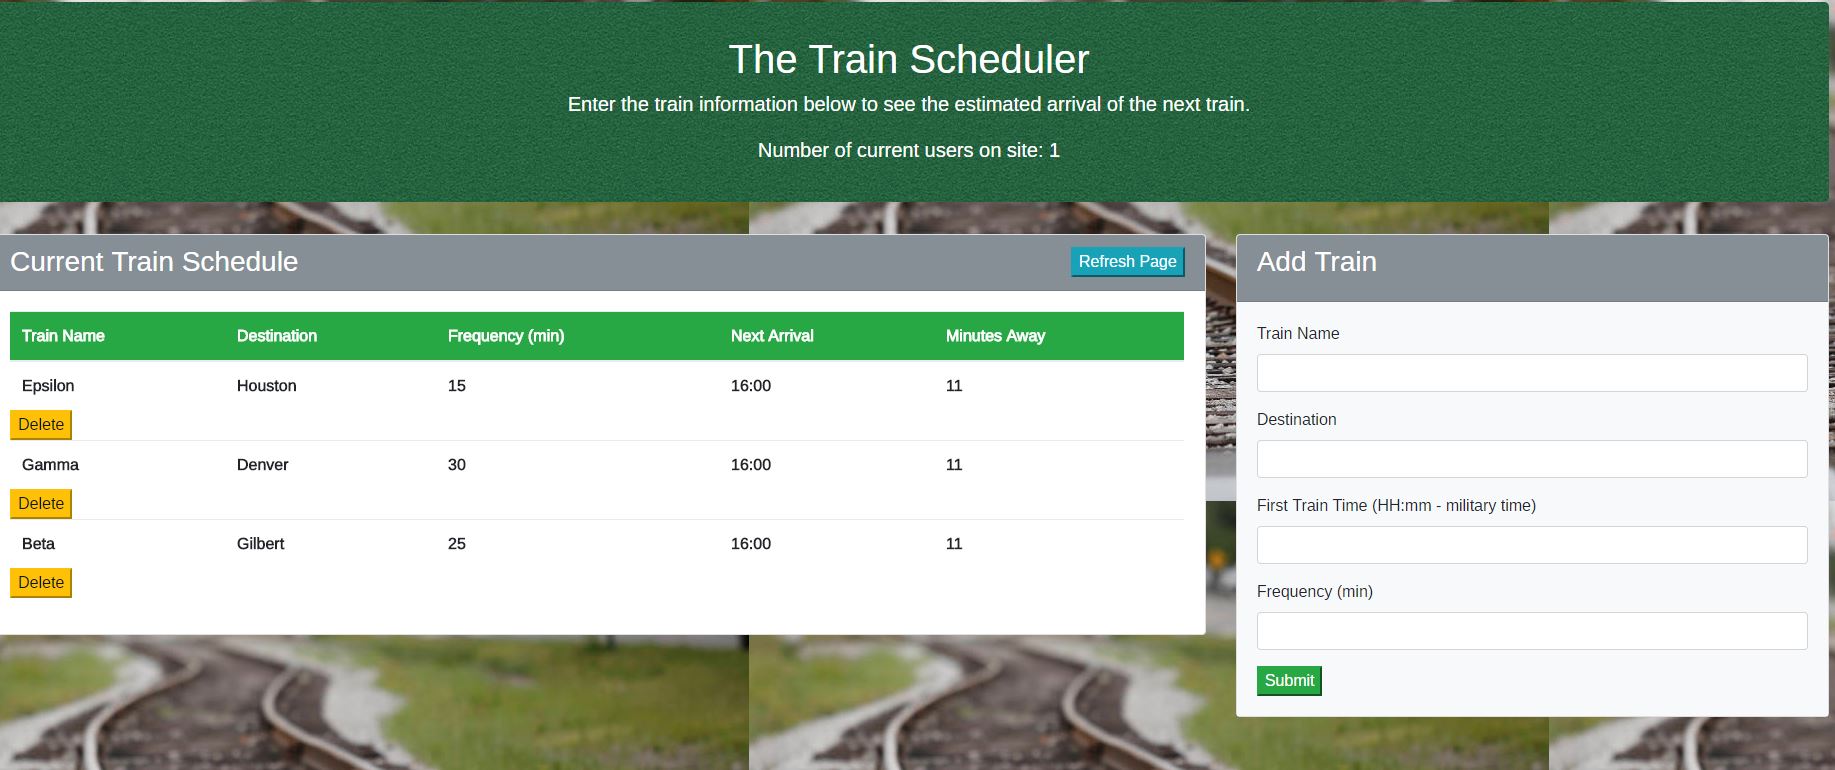 The Train Scheduler
Enter the train information below to see the estimated arrival of the next train.
Number of current users on site: 1
Current Train Schedule
Refresh Page
Train Name Destination Frequency (min) Next Arrival Minutes Away
Epsilon Houston 15 16:00 11
Delete
Gamma Denver 30 16:00 11
Delete
Beta Gilbert 25 16:00 11
Delete
Add Train
Train Name
Destination
First Train Time (HH:mm - military time)
Frequency (min)
Submit